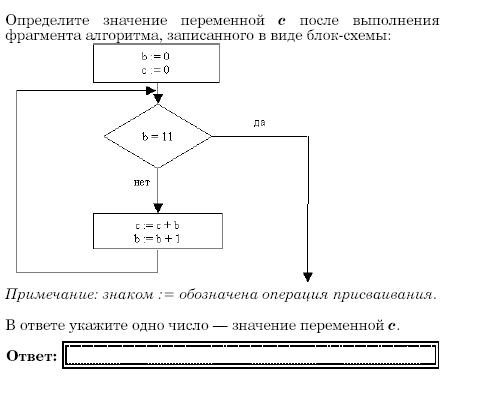 Определите значение переменной c после выполнения
фрагмента алгоритма, записанного в виде блок-схемы:
b := 0
c := 0
b = 11
да
нет
c := c + b
b := b + 1
Примечание: знаком := обозначена операция присваивания.
В ответе укажите одно число — значение переменной c.
Ответ: